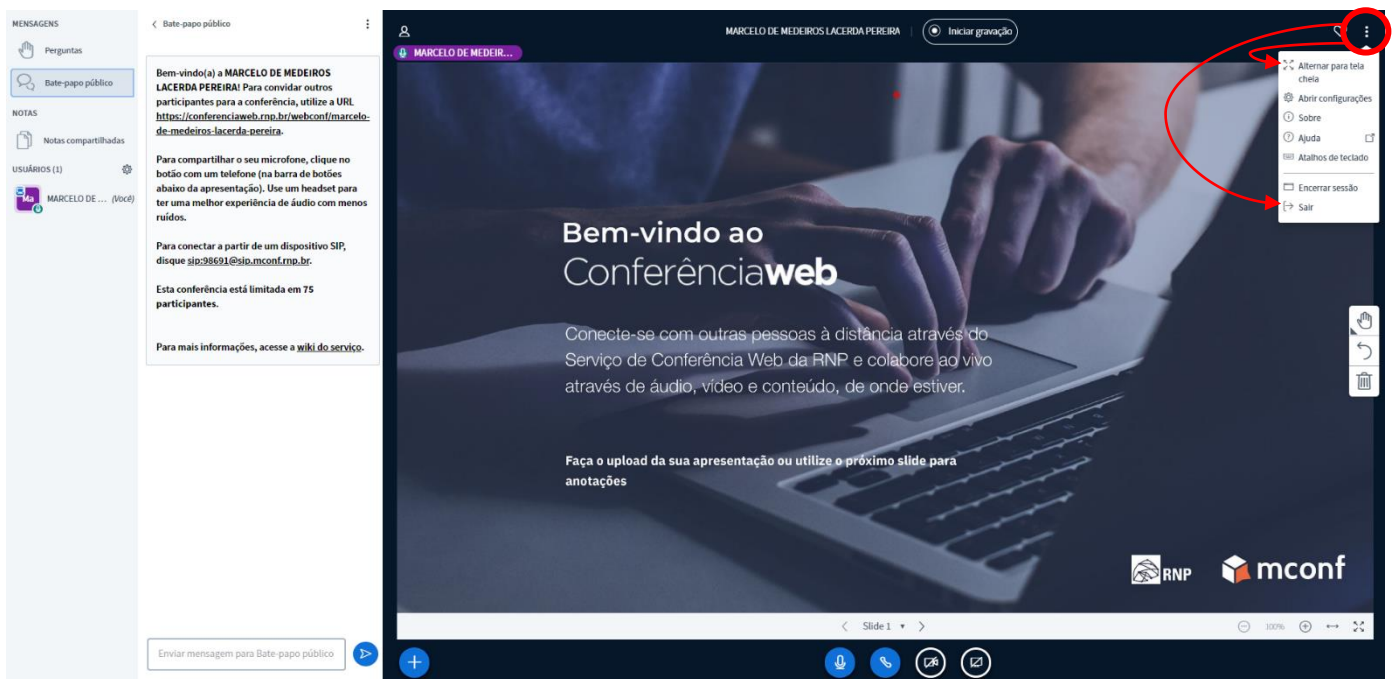 MENSAGENS
Perguntas
Bate-papo público
NOTAS
Notas compartilhadas
USUÁRIOS (1)
Ma
MARCELO DE ... (Você)
Bate-papo público
Bem-vindo(a) a MARCELO DE MEDEIROS
LACERDA PEREIRA! Para convidar outros
participantes para a conferência, utilize a URL
https://conferenciaweb.rnp.br/webconf/marcelo-
de-medeiros-lacerda-pereira.
Para compartilhar o seu microfone, clique no
botão com um telefone (na barra de botões
abaixo da apresentação). Use um headset para
ter uma melhor experiência de áudio com menos
ruídos.
Para conectar a partir de um dispositivo SIP,
disque sip:98691@sip.mconf.rnp.br.
Esta conferência está limitada em 75
participantes.
Para mais informações, acesse a wiki do serviço.
Enviar mensagem para Bate-papo público
MARCELO DE MEDEIROS LACERDA PEREIRA
Iniciar gravação
MARCELO DE MEDEIR...
Alternar para tela
cheia
Abrir configurações
Sobre
Ajuda
Atalhos de teclado
Encerrar sessão
Sair
Bem-vindo ao
Conferênciaweb
Conecte-se com outras pessoas à distância através do
Serviço de Conferência Web da RNP e colabore ao vivo
através de áudio, vídeo e conteúdo, de onde estiver.
Faça o upload da sua apresentação ou utilize o próximo slide para
anotações
RNP
mconf
Slide 1
100%